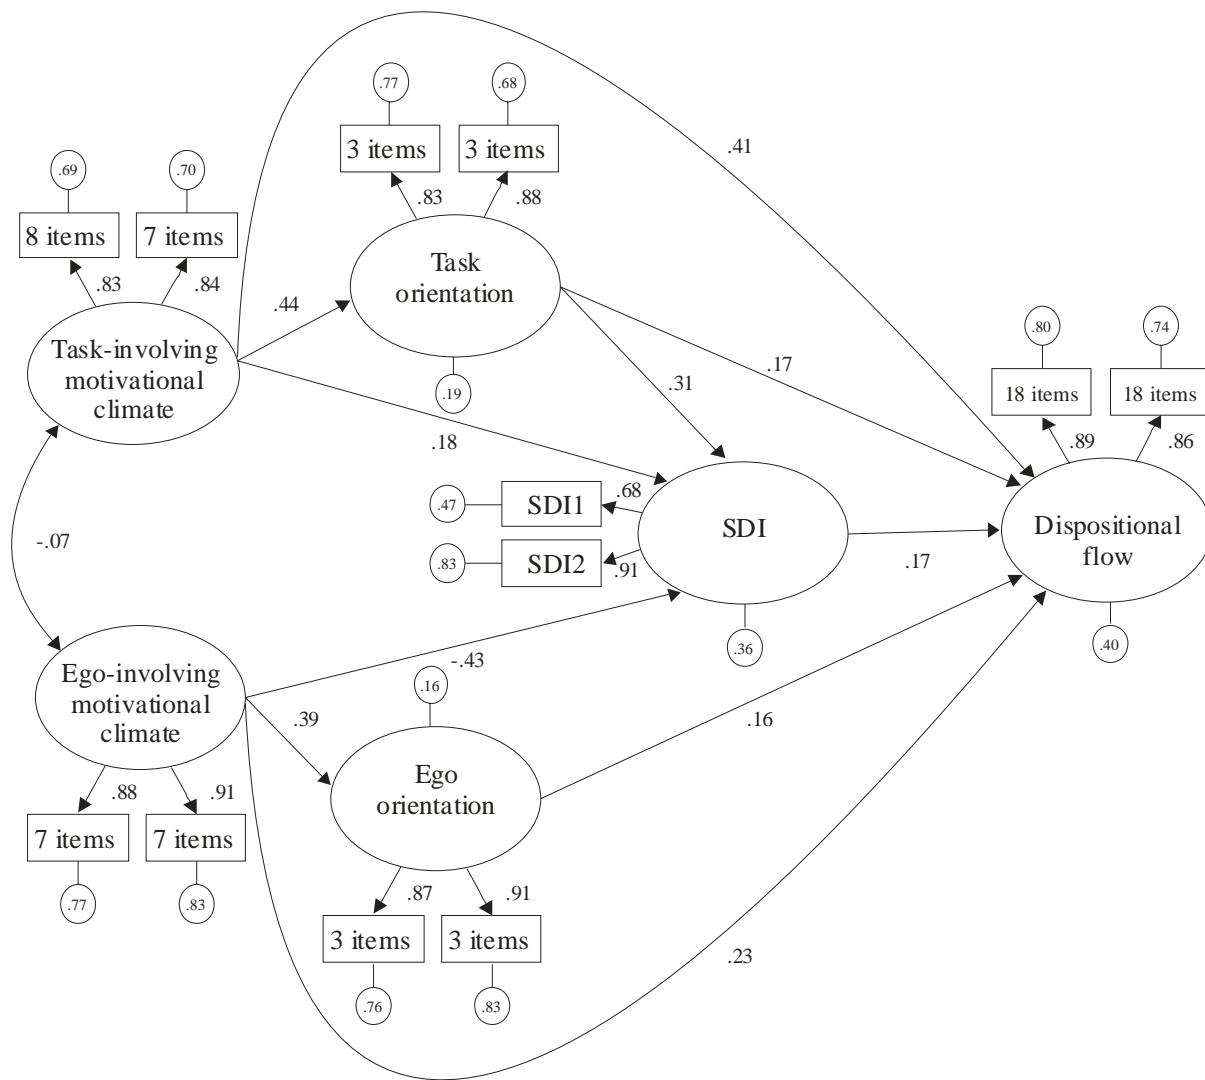 .77
.68
3 items
3 items
.83
.88
.41
.69
.70
8 items
7 items
.83
.84
Task
orientation
.44
.19
Task-involving
motivational
climate
.17
.31
.18
.80
.74
18 items
18 items
.89
.86
.47
SDI1
.68
.83
SDI2
.91
SDI
.36
Dispositional
flow
.17
.40
-.07
-.43
Ego-involving
motivational
climate
.16
.39
.16
Ego
orientation
.88
.91
7 items
7 items
.77
.83
.87
.91
3 items
3 items
.76
.83
.23